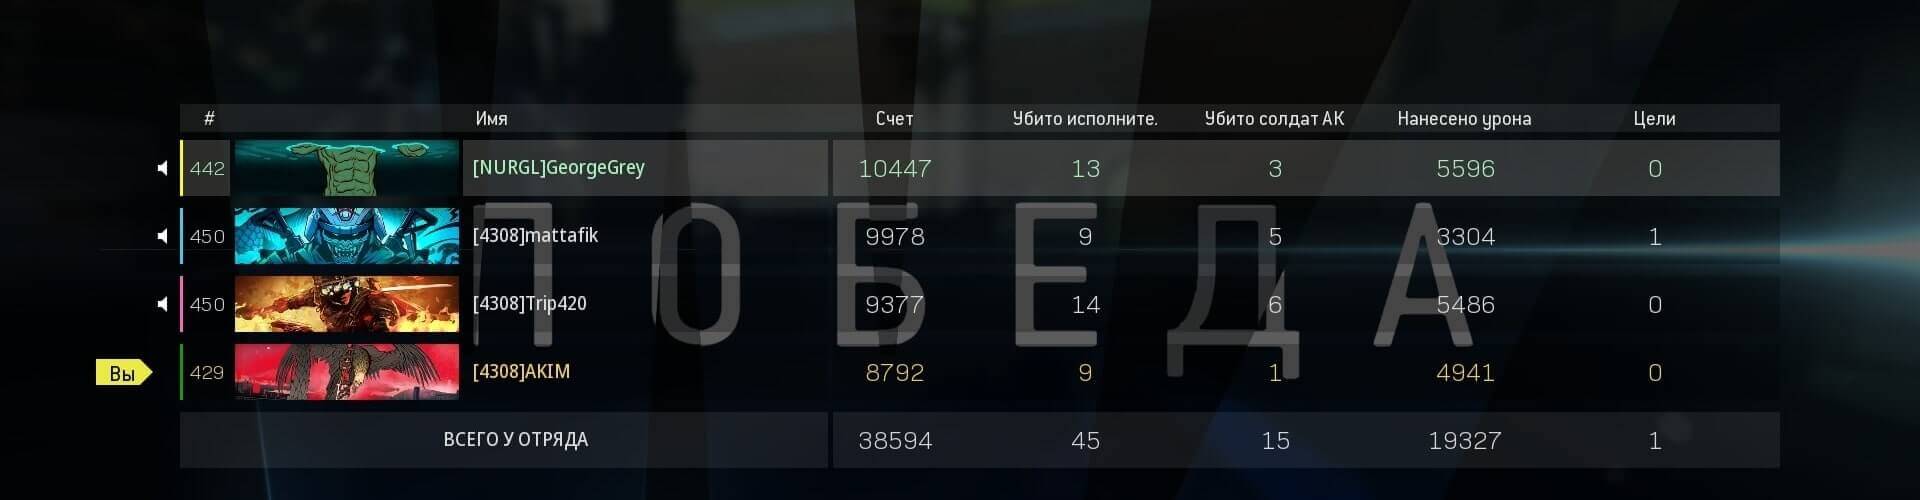 # Имя Счет Убито исполните. Убито солдат АК Нанесено урона Цели
442 [NURGL]GeorgeGrey 10447 13 3 5596 0
ПОБЕДА
450 [4308]mattafik 9978 9 5 3304 1
450 [4308]Trip420 9377 14 6 5486 0
Вы 429 [4308]AKIM 8792 9 1 4941 0
ВСЕГО У ОТРЯДА 38594 45 15 19327 1